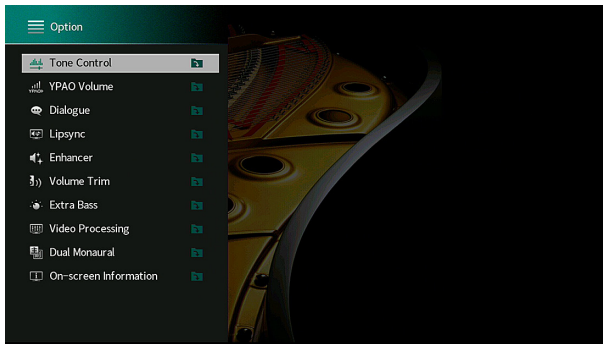 Option
Tone Control
YPAO
YPAO Volume
Dialogue
Lipsync
Enhancer
Volume Trim
Extra Bass
Video Processing
Dual Monaural
On-screen Information